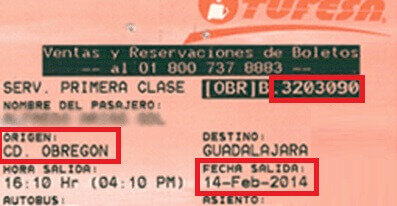 TUFESA
Ventas y Reservaciones de Boletos
-- al 01 800 737 8883 --
SERV. PRIMERA CLASE [OBR]B.3203090
NOMBRE DEL PASAJERO:
ORIGEN: DESTINO:
CD. OBREGON GUADALAJARA
HORA SALIDA: FECHA SALIDA:
16:10 Hr (04:10 PM) 14-Feb-2014
AUTOBUS: ASIENTO: